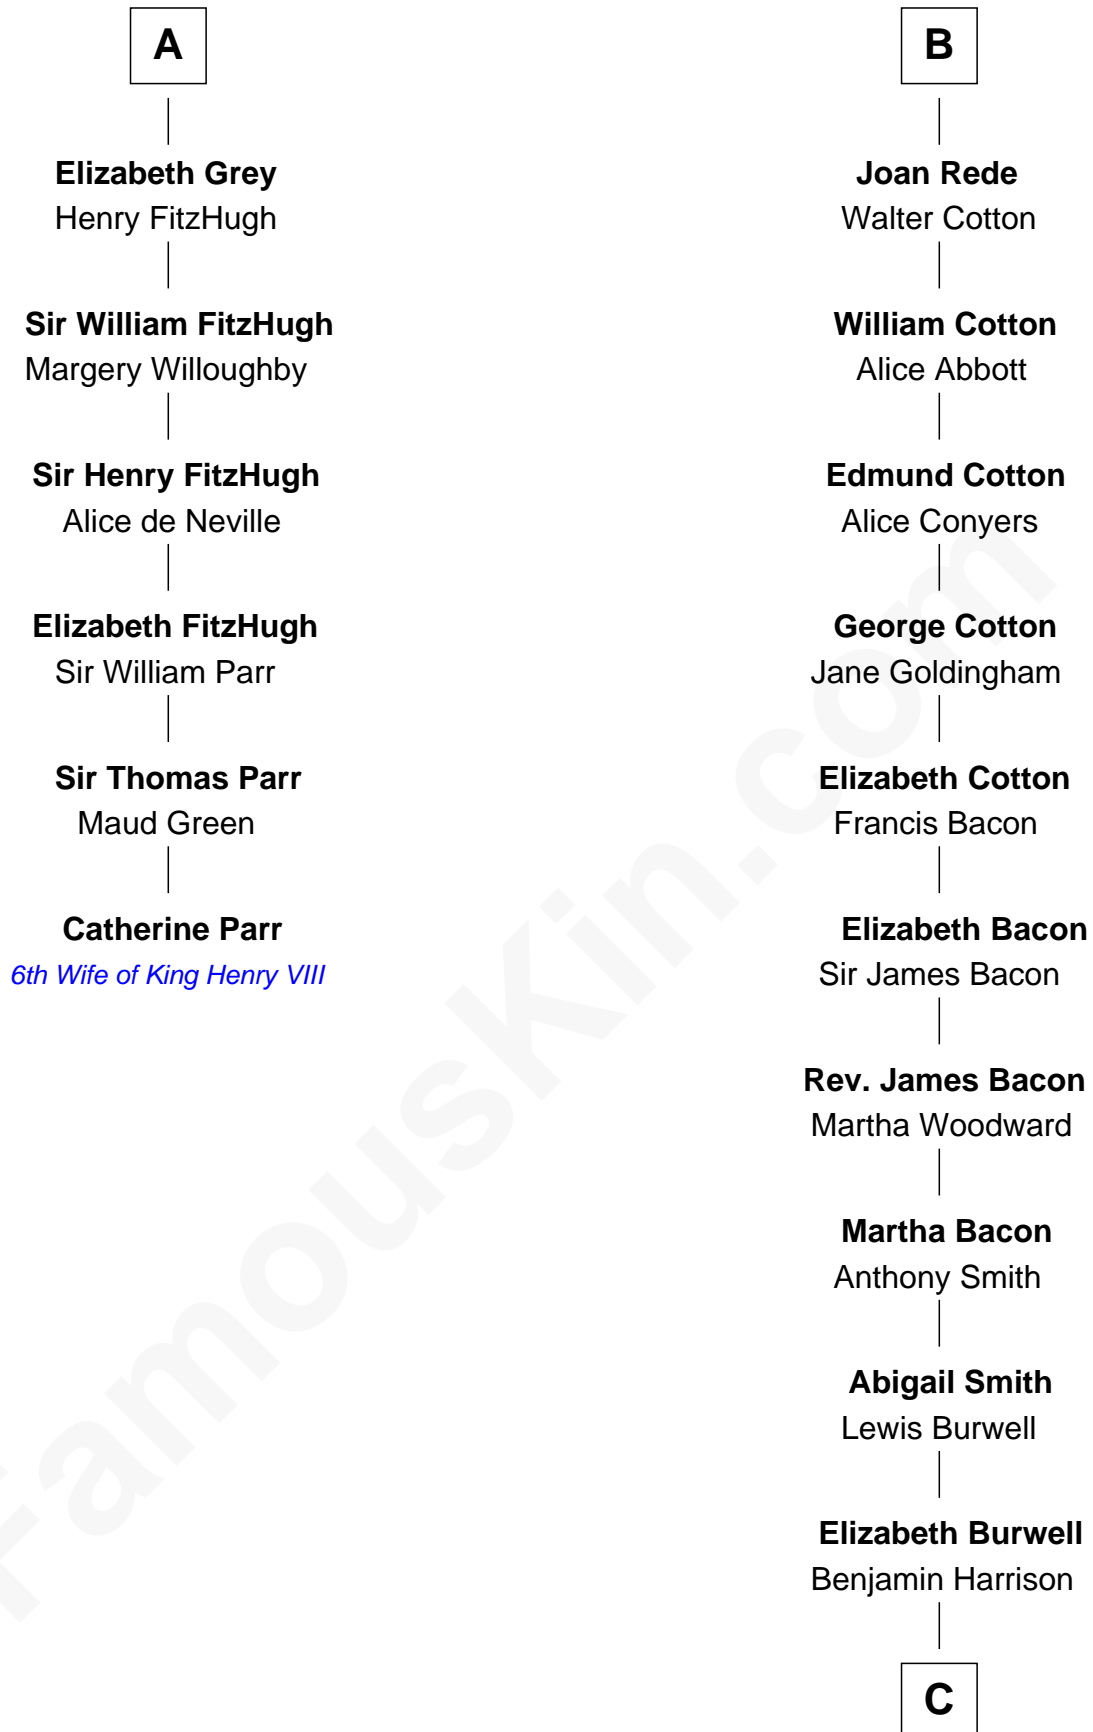 A
Elizabeth Grey
Henry FitzHugh
Sir William FitzHugh
Margery Willoughby
Sir Henry FitzHugh
Alice de Neville
Elizabeth FitzHugh
Sir William Parr
Sir Thomas Parr
Maud Green
Catherine Parr
6th Wife of King Henry VIII
B
Joan Rede
Walter Cotton
William Cotton
Alice Abbott
Edmund Cotton
Alice Conyers
George Cotton
Jane Goldingham
Elizabeth Cotton
Francis Bacon
Elizabeth Bacon
Sir James Bacon
Rev. James Bacon
Martha Woodward
Martha Bacon
Anthony Smith
Abigail Smith
Lewis Burwell
Elizabeth Burwell
Benjamin Harrison
C
FamousKin.com